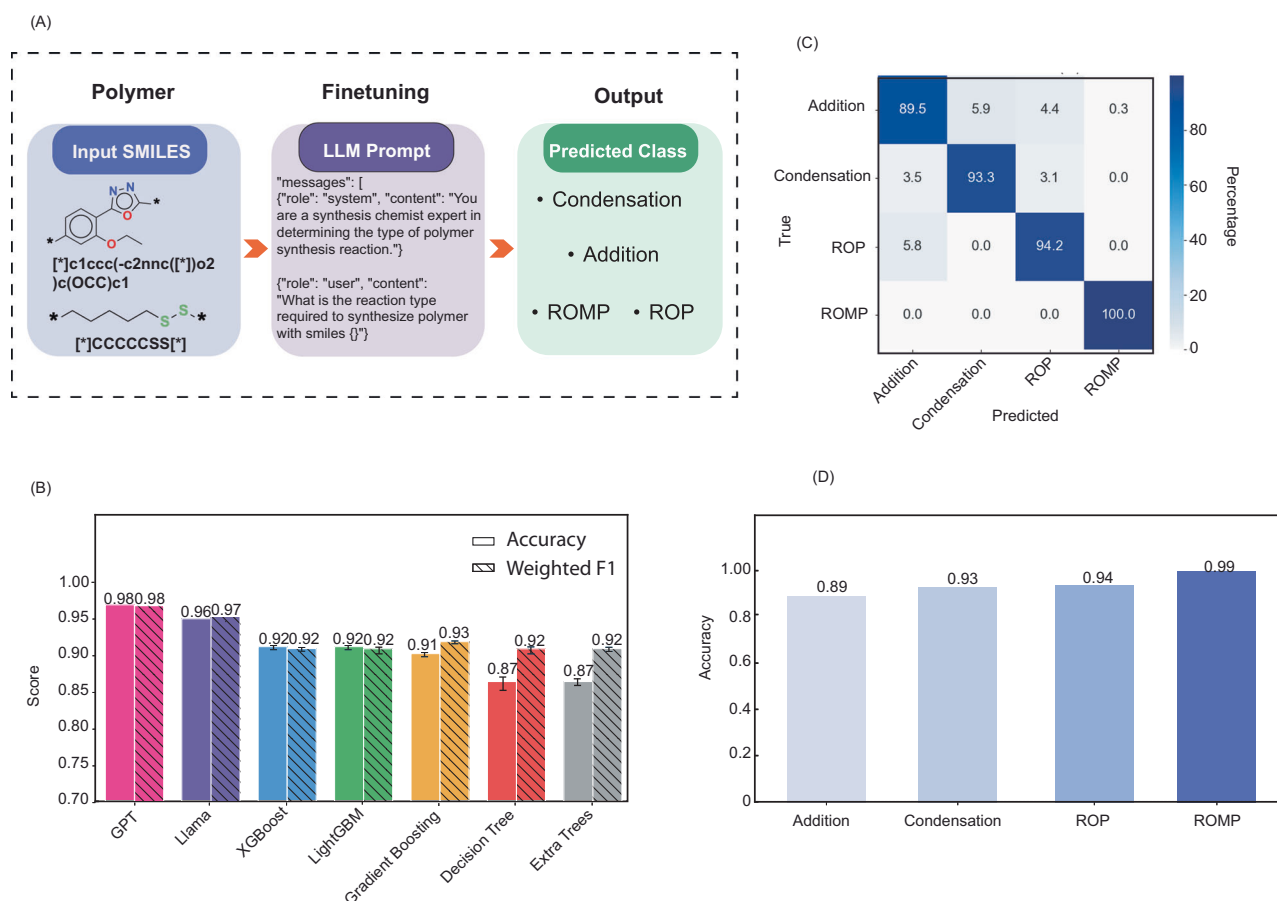 (A)
Polymer
Finetuning
Output
Input SMILES
LLM Prompt
Predicted Class
N N
O
*
*
O
[*]c1ccc(-c2nnc([*])o2
)c(OCC)c1
* S S *
[*]CCCCCSS[*]
"messages": [
{"role": "system", "content": "You
are a synthesis chemist expert in
determining the type of polymer
synthesis reaction."}
{"role": "user", "content":
"What is the reaction type
required to synthesize polymer
with smiles {}"}
• Condensation
• Addition
• ROMP • ROP
(C)
Addition 89.5 5.9 4.4 0.3
Condensation 3.5 93.3 3.1 0.0
ROP 5.8 0.0 94.2 0.0
ROMP 0.0 0.0 0.0 100.0
True
Addition Condensation ROP ROMP
Predicted
80
60
40
20
0
Percentage
(B)
Accuracy
Weighted F1
1.00
0.95
0.90
0.85
0.80
0.75
0.70
Score
0.98 0.98 0.96 0.97 0.92 0.92 0.92 0.92 0.91 0.93 0.87 0.92 0.87 0.92
GPT Llama XGBoost LightGBM Gradient Boosting Decision Tree Extra Trees
(D)
1.00
0.8
0.6
0.4
0.2
0
Accuracy
0.89 0.93 0.94 0.99
Addition Condensation ROP ROMP